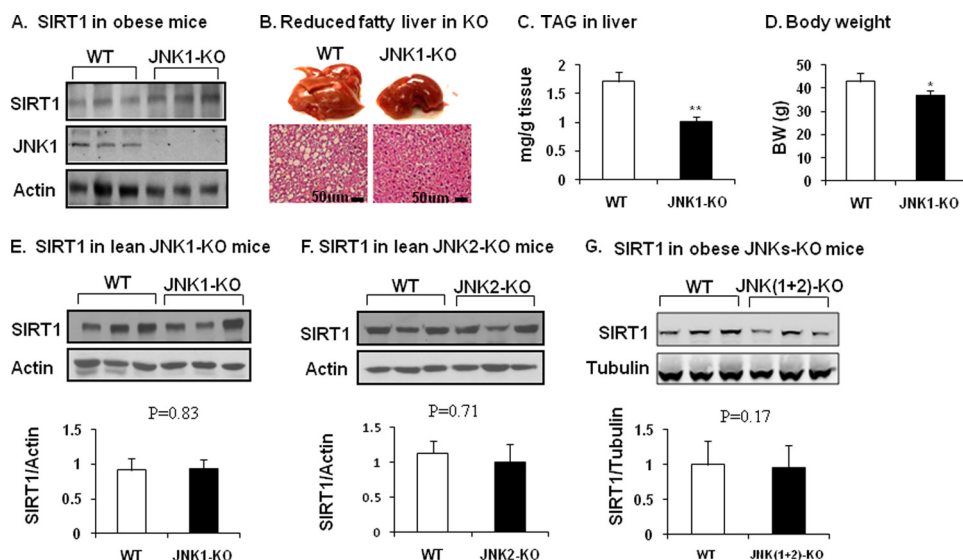 A. SIRT1 in obese mice
WT JNK1-KO
SIRT1
JNK1
Actin
B. Reduced fatty liver in KO
WT JNK1-KO
50μm 50μm
C. TAG in liver
mg/g tissue
2
1.5
1
0.5
0
**
WT JNK1-KO
D. Body weight
BW (g)
50
40
30
20
10
0
*
WT JNK1-KO
E. SIRT1 in lean JNK1-KO mice
WT JNK1-KO
SIRT1
Actin
P=0.83
SIRT1/Actin
1.5
1
0.5
0
WT JNK1-KO
F. SIRT1 in lean JNK2-KO mice
WT JNK2-KO
SIRT1
Actin
P=0.71
SIRT1/Actin
1.5
1
0.5
0
WT JNK2-KO
G. SIRT1 in obese JNKs-KO mice
WT JNK(1+2)-KO
SIRT1
Tubulin
P=0.17
SIRT1/Tubulin
1.5
1
0.5
0
WT JNK(1+2)-KO